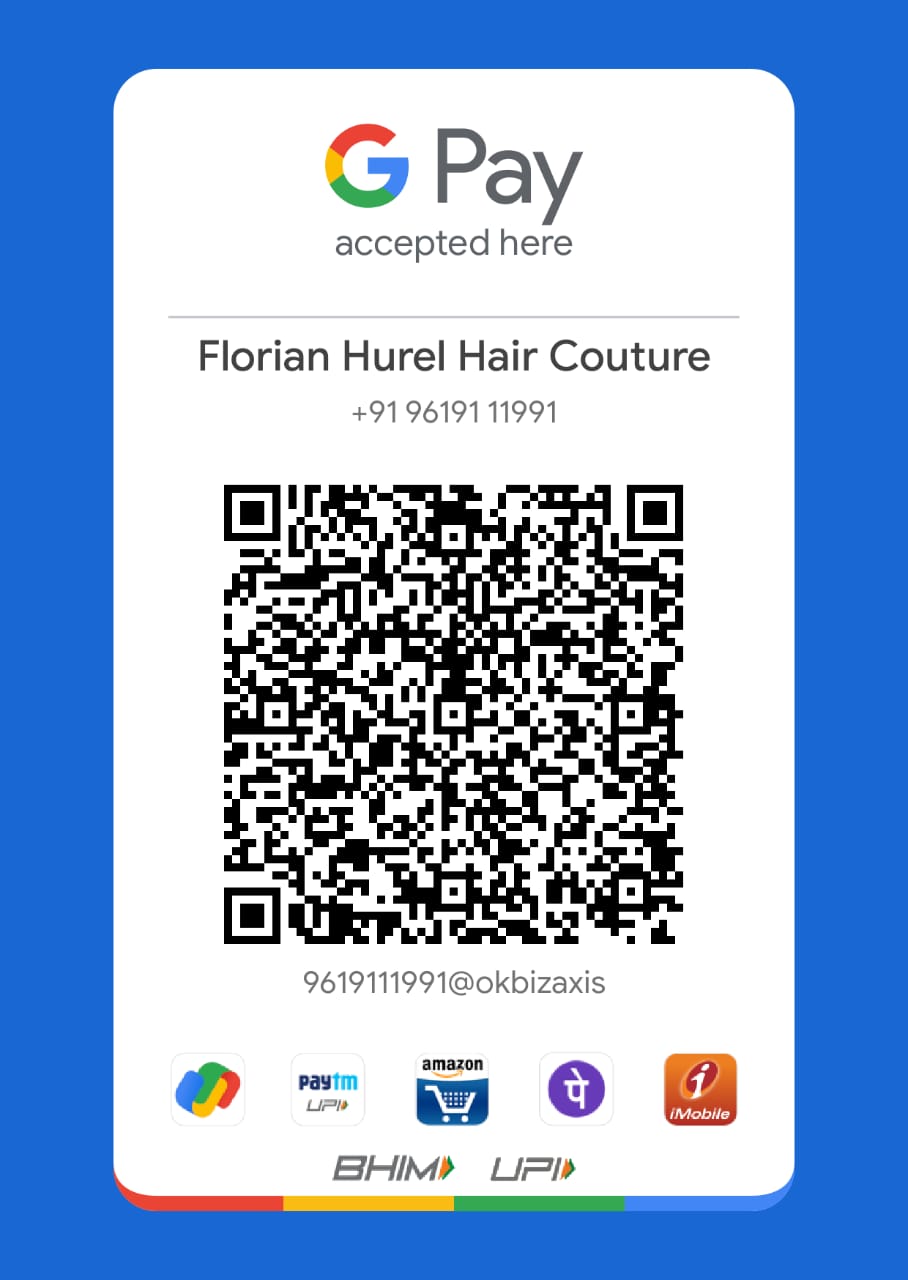 G Pay
accepted here
Florian Hurel Hair Couture
+91 96191 11991
9619111991@okbizaxis
paytm
UPI
amazon
पे
i
iMobile
BHIM UPI